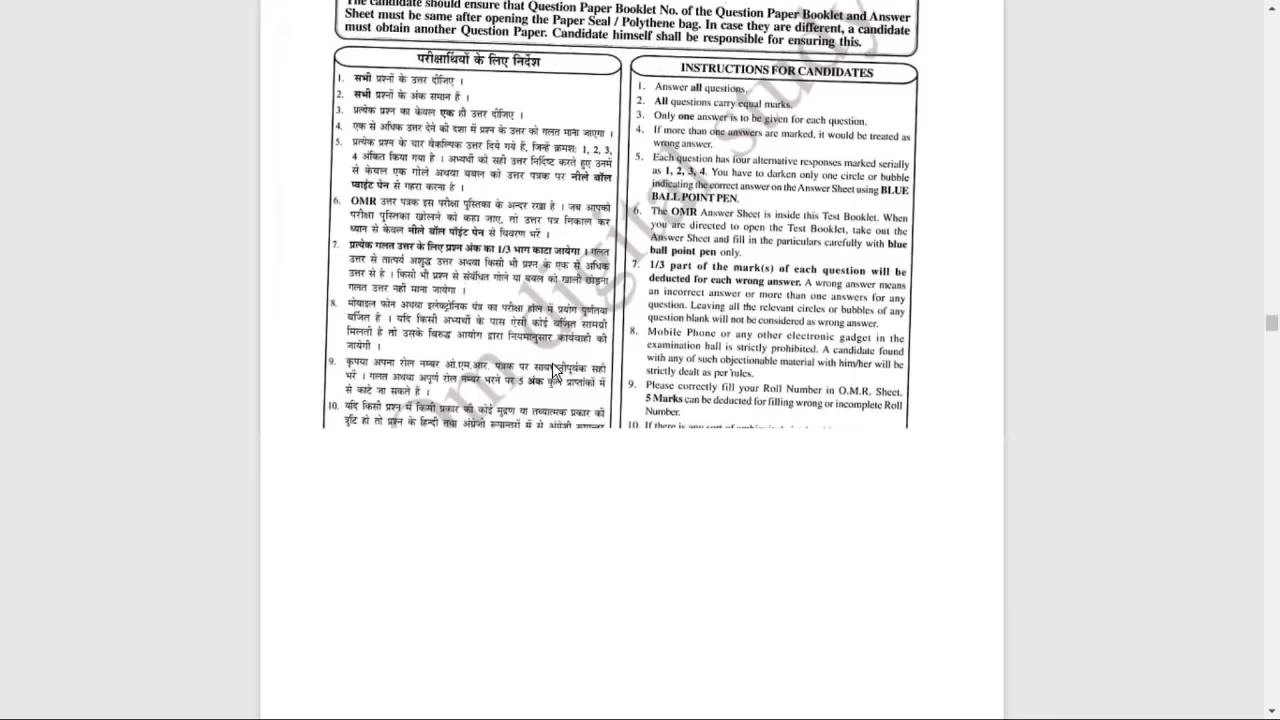 The candidate should ensure that Question Paper Booklet No. of the Question Paper Booklet and Answer
Sheet must be same after opening the Paper Seal / Polythene bag. In case they are different, a candidate
must obtain another Question Paper. Candidate himself shall be responsible for ensuring this.
परीक्षार्थियों के लिए निर्देश
1. सभी प्रश्नों के उत्तर दीजिए ।
2. सभी प्रश्नों के अंक समान हैं ।
3. प्रत्येक प्रश्न का केवल एक ही उत्तर दीजिए ।
4. एक से अधिक उत्तर देने की दशा में प्रश्न के उत्तर को गलत माना जाएगा ।
5. प्रत्येक प्रश्न के चार वैकल्पिक उत्तर दिये गये हैं, जिन्हें क्रमश: 1, 2, 3,
4 अंकित किया गया है । अभ्यर्थी को सही उत्तर निर्दिष्ट करते हुए उनमें
से केवल एक गोले अथवा बबल को उत्तर पत्रक पर नीले बॉल
प्वाइंट पेन से गहरा करना है ।
6. OMR उत्तर पत्रक इस परीक्षा पुस्तिका के अन्दर रखा है । जब आपको
परीक्षा पुस्तिका खोलने को कहा जाए, तो उत्तर पत्र निकाल कर
ध्यान से केवल नीले बॉल पॉइंट पेन से विवरण भरें ।
7. प्रत्येक गलत उत्तर के लिए प्रश्न अंक का 1/3 भाग काटा जायेगा । गलत
उत्तर से तात्पर्य अशुद्ध उत्तर अथवा किसी भी प्रश्न के एक से अधिक
उत्तर से है । किसी भी प्रश्न से संबंधित गोले या बबल को खाली छोड़ना
गलत उत्तर नहीं माना जायेगा ।
8. मोबाइल फोन अथवा इलेक्ट्रोनिक यंत्र का परीक्षा हॉल में प्रयोग पूर्णतया
वर्जित है । यदि किसी अभ्यर्थी के पास ऐसी कोई वर्जित सामग्री
मिलती है तो उसके विरुद्ध आयोग द्वारा नियमानुसार कार्यवाही की
जायेगी ।
9. कृपया अपना रोल नम्बर ओ.एम.आर. पत्रक पर सही
भरें । गलत अथवा अपूर्ण रोल नम्बर भरने पर 5 अंक प्राप्तांकों में
से काटे जा सकते हैं ।
10. यदि किसी प्रश्न में किसी प्रकार की कोई मुद्रण या तथ्यात्मक प्रकार की
त्रुटि हो तो प्रश्न के हिन्दी तथा अंग्रेजी रूपान्तरों में से अंग्रेजी रूपान्तर
INSTRUCTIONS FOR CANDIDATES
1. Answer all questions.
2. All questions carry equal marks.
3. Only one answer is to be given for each question.
4. If more than one answers are marked, it would be treated as
wrong answer.
5. Each question has four alternative responses marked serially
as 1, 2, 3, 4. You have to darken only one circle or bubble
indicating the correct answer on the Answer Sheet using BLUE
BALL POINT PEN.
6. The OMR Answer Sheet is inside this Test Booklet. When
you are directed to open the Test Booklet, take out the
Answer Sheet and fill in the particulars carefully with blue
ball point pen only.
7. 1/3 part of the mark(s) of each question will be
deducted for each wrong answer. A wrong answer means
an incorrect answer or more than one answers for any
question. Leaving all the relevant circles or bubbles of any
question blank will not be considered as wrong answer.
8. Mobile Phone or any other electronic gadget in the
examination hall is strictly prohibited. A candidate found
with any of such objectionable material with him/her will be
strictly dealt as per rules.
9. Please correctly fill your Roll Number in O.M.R. Sheet.
5 Marks can be deducted for filling wrong or incomplete Roll
Number.
10. If there is any sort of
digital study